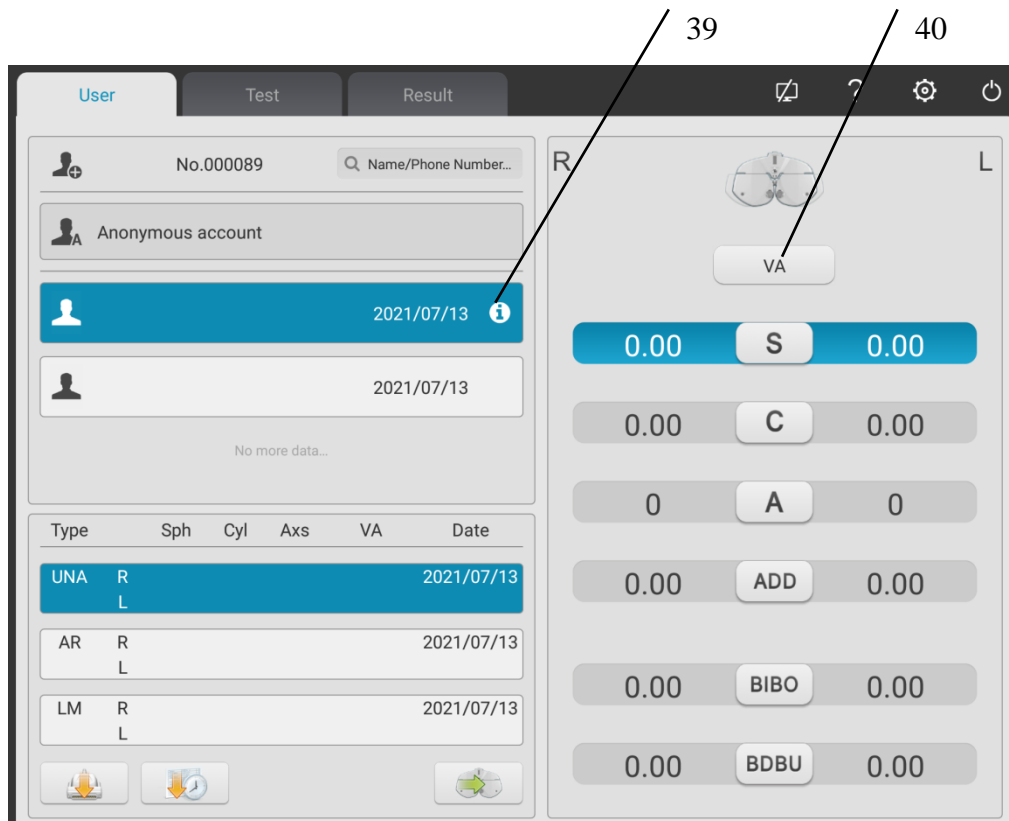 39 40
User Test Result ?
No.000089 Name/Phone Number...
Anonymous account
2021/07/13
2021/07/13
No more data...
Type Sph Cyl Axs VA Date
UNA R 2021/07/13
L
AR R 2021/07/13
L
LM R 2021/07/13
L
R L
VA
0.00 S 0.00
0.00 C 0.00
0 A 0
0.00 ADD 0.00
0.00 BIBO 0.00
0.00 BDBU 0.00